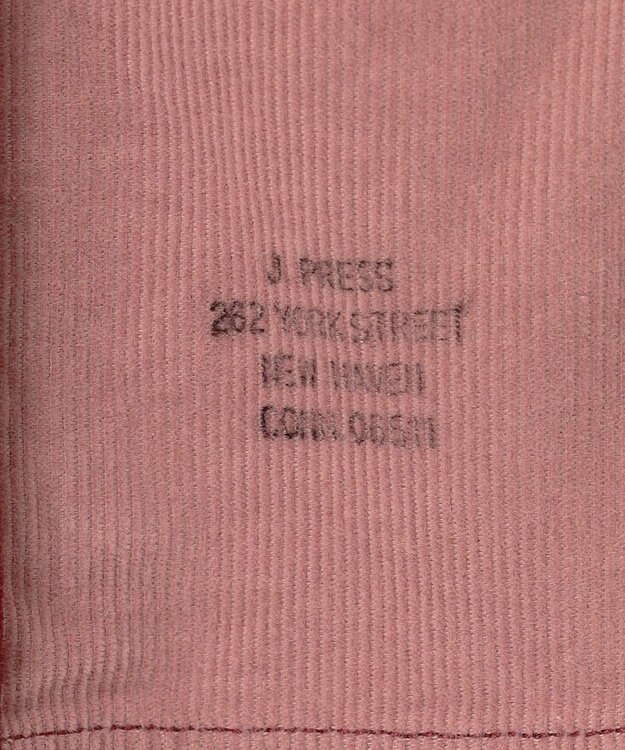 J. PRESS
262 YORK STREET
NEW HAVEN
CONN. 06511